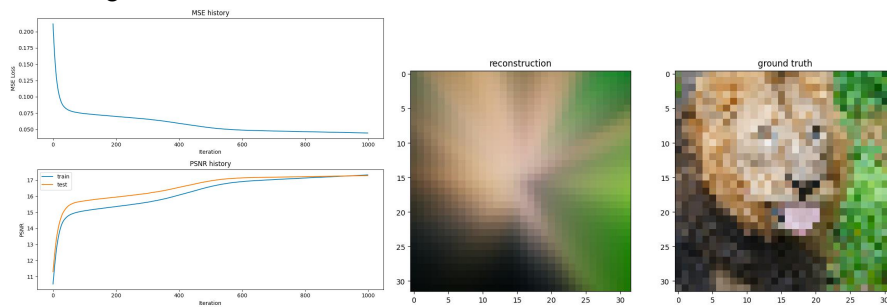 MSE history
0.200
0.175
0.150
0.125
0.100
0.075
0.050
MSE Loss
0 200 400 600 800 1000
Iteration
PSNR history
train
test
17
16
15
14
13
12
11
PSNR
0 200 400 600 800 1000
Iteration
reconstruction
0
5
10
15
20
25
30
0 5 10 15 20 25 30
ground truth
0
5
10
15
20
25
30
0 5 10 15 20 25 30